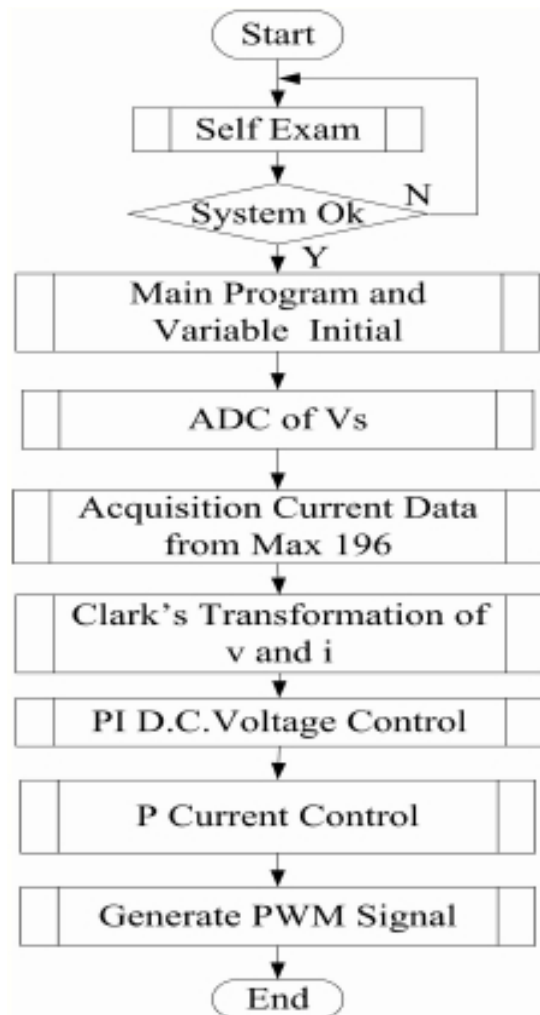 Start
Self Exam
System Ok
N
Y
Main Program and
Variable Initial
ADC of Vs
Acquisition Current Data
from Max 196
Clark's Transformation of
v and i
PI D.C.Voltage Control
P Current Control
Generate PWM Signal
End